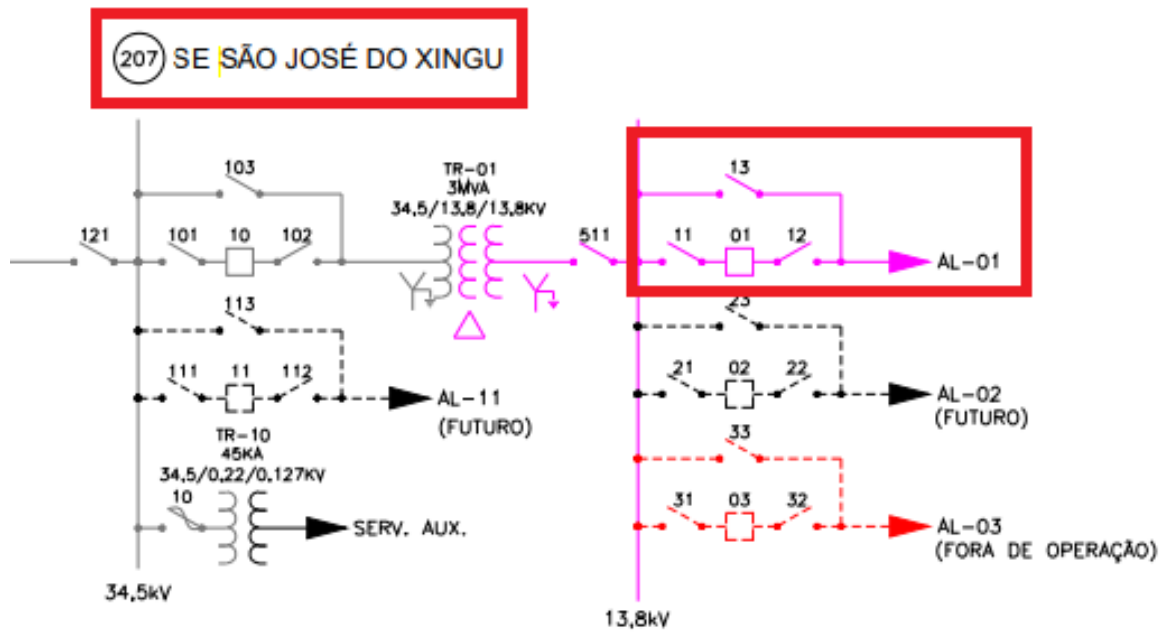 207 SE SÃO JOSÉ DO XINGU
103
121
101
10
102
TR-01
3MVA
34,5/13,8/13.8KV
511
13
11
01
12
AL-01
113
111
11
112
AL-11
(FUTURO)
23
21
02
22
AL-02
(FUTURO)
TR-10
45KA
34.5/0.22/0.127KV
10
SERV. AUX.
33
31
03
32
AL-03
(FORA DE OPERAÇÃO)
34,5kV
13,8kV